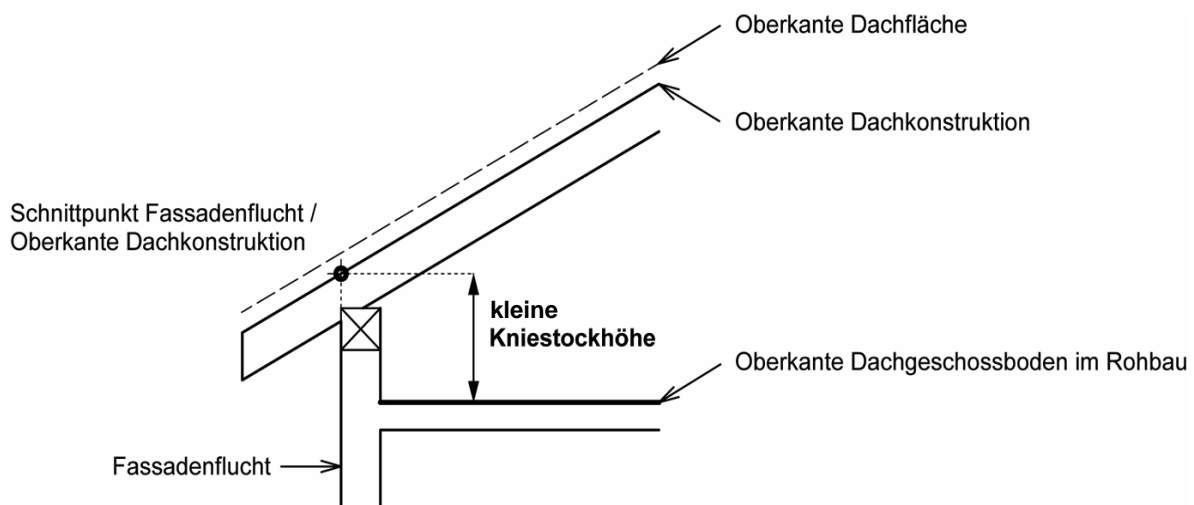 Oberkante Dachfläche
Oberkante Dachkonstruktion
Schnittpunkt Fassadenflucht /
Oberkante Dachkonstruktion
kleine
Kniestockhöhe
Oberkante Dachgeschossboden im Rohbau
Fassadenflucht